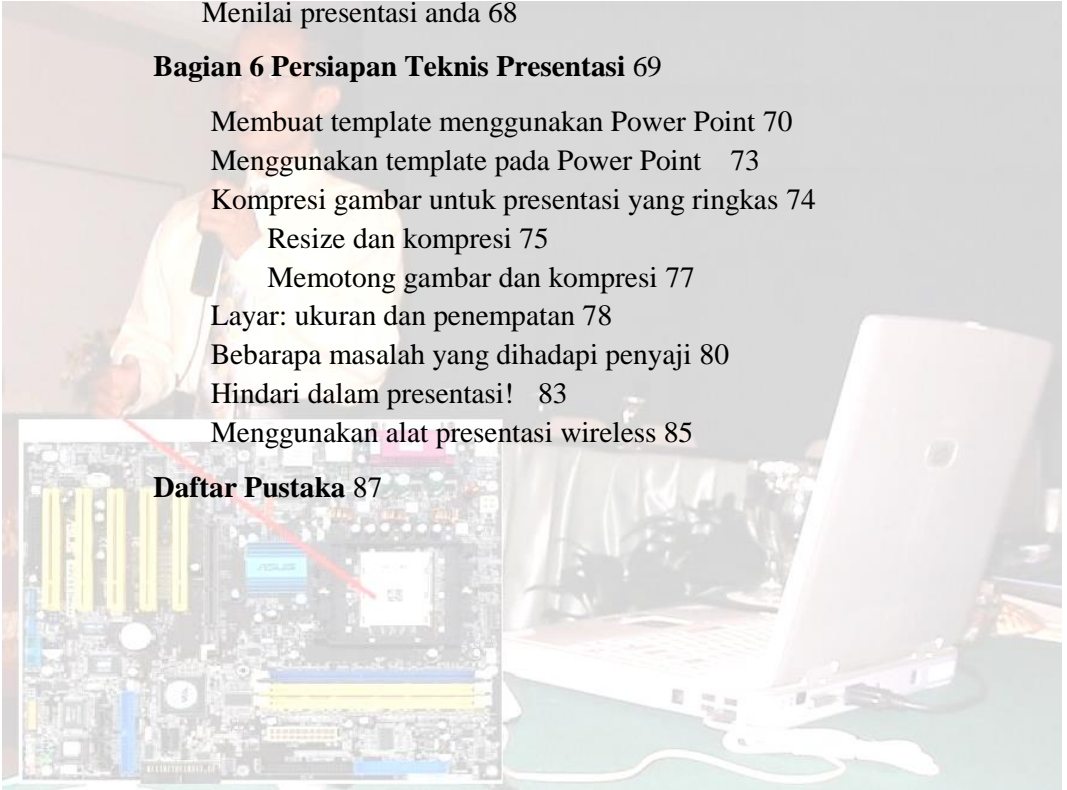 Menilai presentasi anda 68
Bagian 6 Persiapan Teknis Presentasi 69
Membuat template menggunakan Power Point 70
Menggunakan template pada Power Point 73
Kompresi gambar untuk presentasi yang ringkas 74
Resize dan kompresi 75
Memotong gambar dan kompresi 77
Layar: ukuran dan penempatan 78
Bebarapa masalah yang dihadapi penyaji 80
Hindari dalam presentasi! 83
Menggunakan alat presentasi wireless 85
Daftar Pustaka 87
ASUS